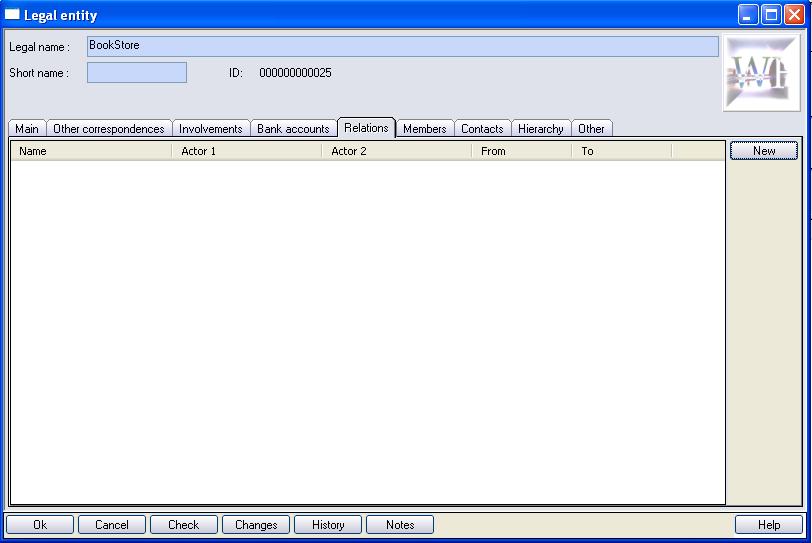 Legal entity
Legal name : BookStore
Short name : ID: 000000000025
Main Other correspondences Involvements Bank accounts Relations Members Contacts Hierarchy Other
Name Actor 1 Actor 2 From To
New
Ok Cancel Check Changes History Notes Help